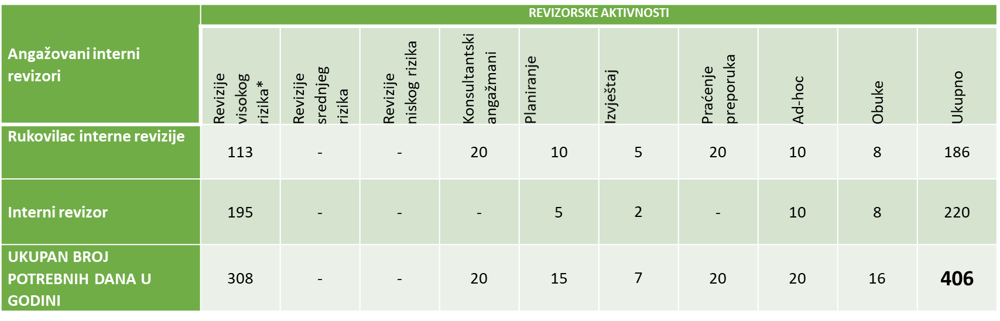 REVIZORSKE AKTIVNOSTI
Angažovani interni
revizori
Revizije
visokog
rizika*
Revizije
srednjeg
rizika
Revizije
niskog rizika
Konsultantski
angažmani
Planiranje
Izvještaj
Praćenje
preporuka
Ad-hoc
Obuke
Ukupno
Rukovilac interne revizije
113 - - 20 10 5 20 10 8 186
Interni revizor
195 - - - 5 2 - 10 8 220
UKUPAN BROJ
POTREBNIH DANA U
GODINI
308 - - 20 15 7 20 20 16 406